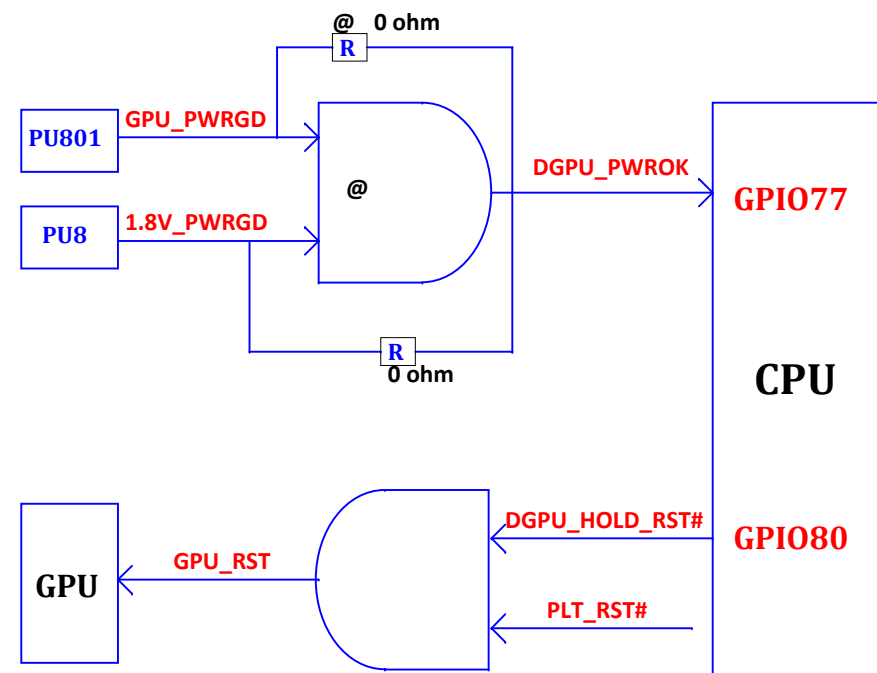 @ 0 ohm
R
PU801
GPU_PWRGD
@
DGPU_PWROK
GPIO77
PU8
1.8V_PWRGD
R
0 ohm
CPU
DGPU_HOLD_RST#
GPIO80
GPU
GPU_RST
PLT_RST#